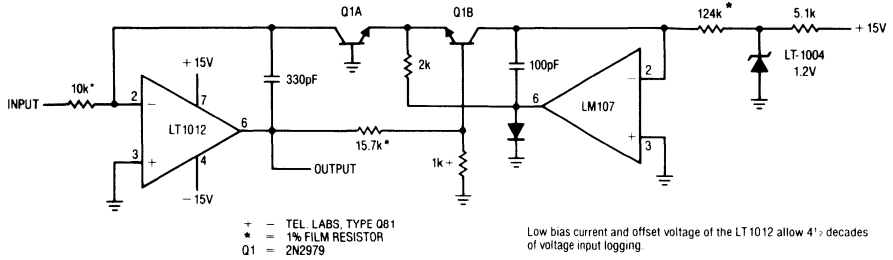 Q1A
Q1B
124k*
5.1k
+ 15V
+ 15V
330pF
2k
100pF
LT-1004
1.2V
10k*
INPUT
2
−
7
LT1012
6
3
+
4
− 15V
15.7k*
OUTPUT
1k +
6
LM107
−
2
+
3
+ − TEL. LABS, TYPE Q81
* = 1% FILM RESISTOR
Q1 = 2N2979
Low bias current and offset voltage of the LT1012 allow 4 1/2 decades
of voltage input logging.